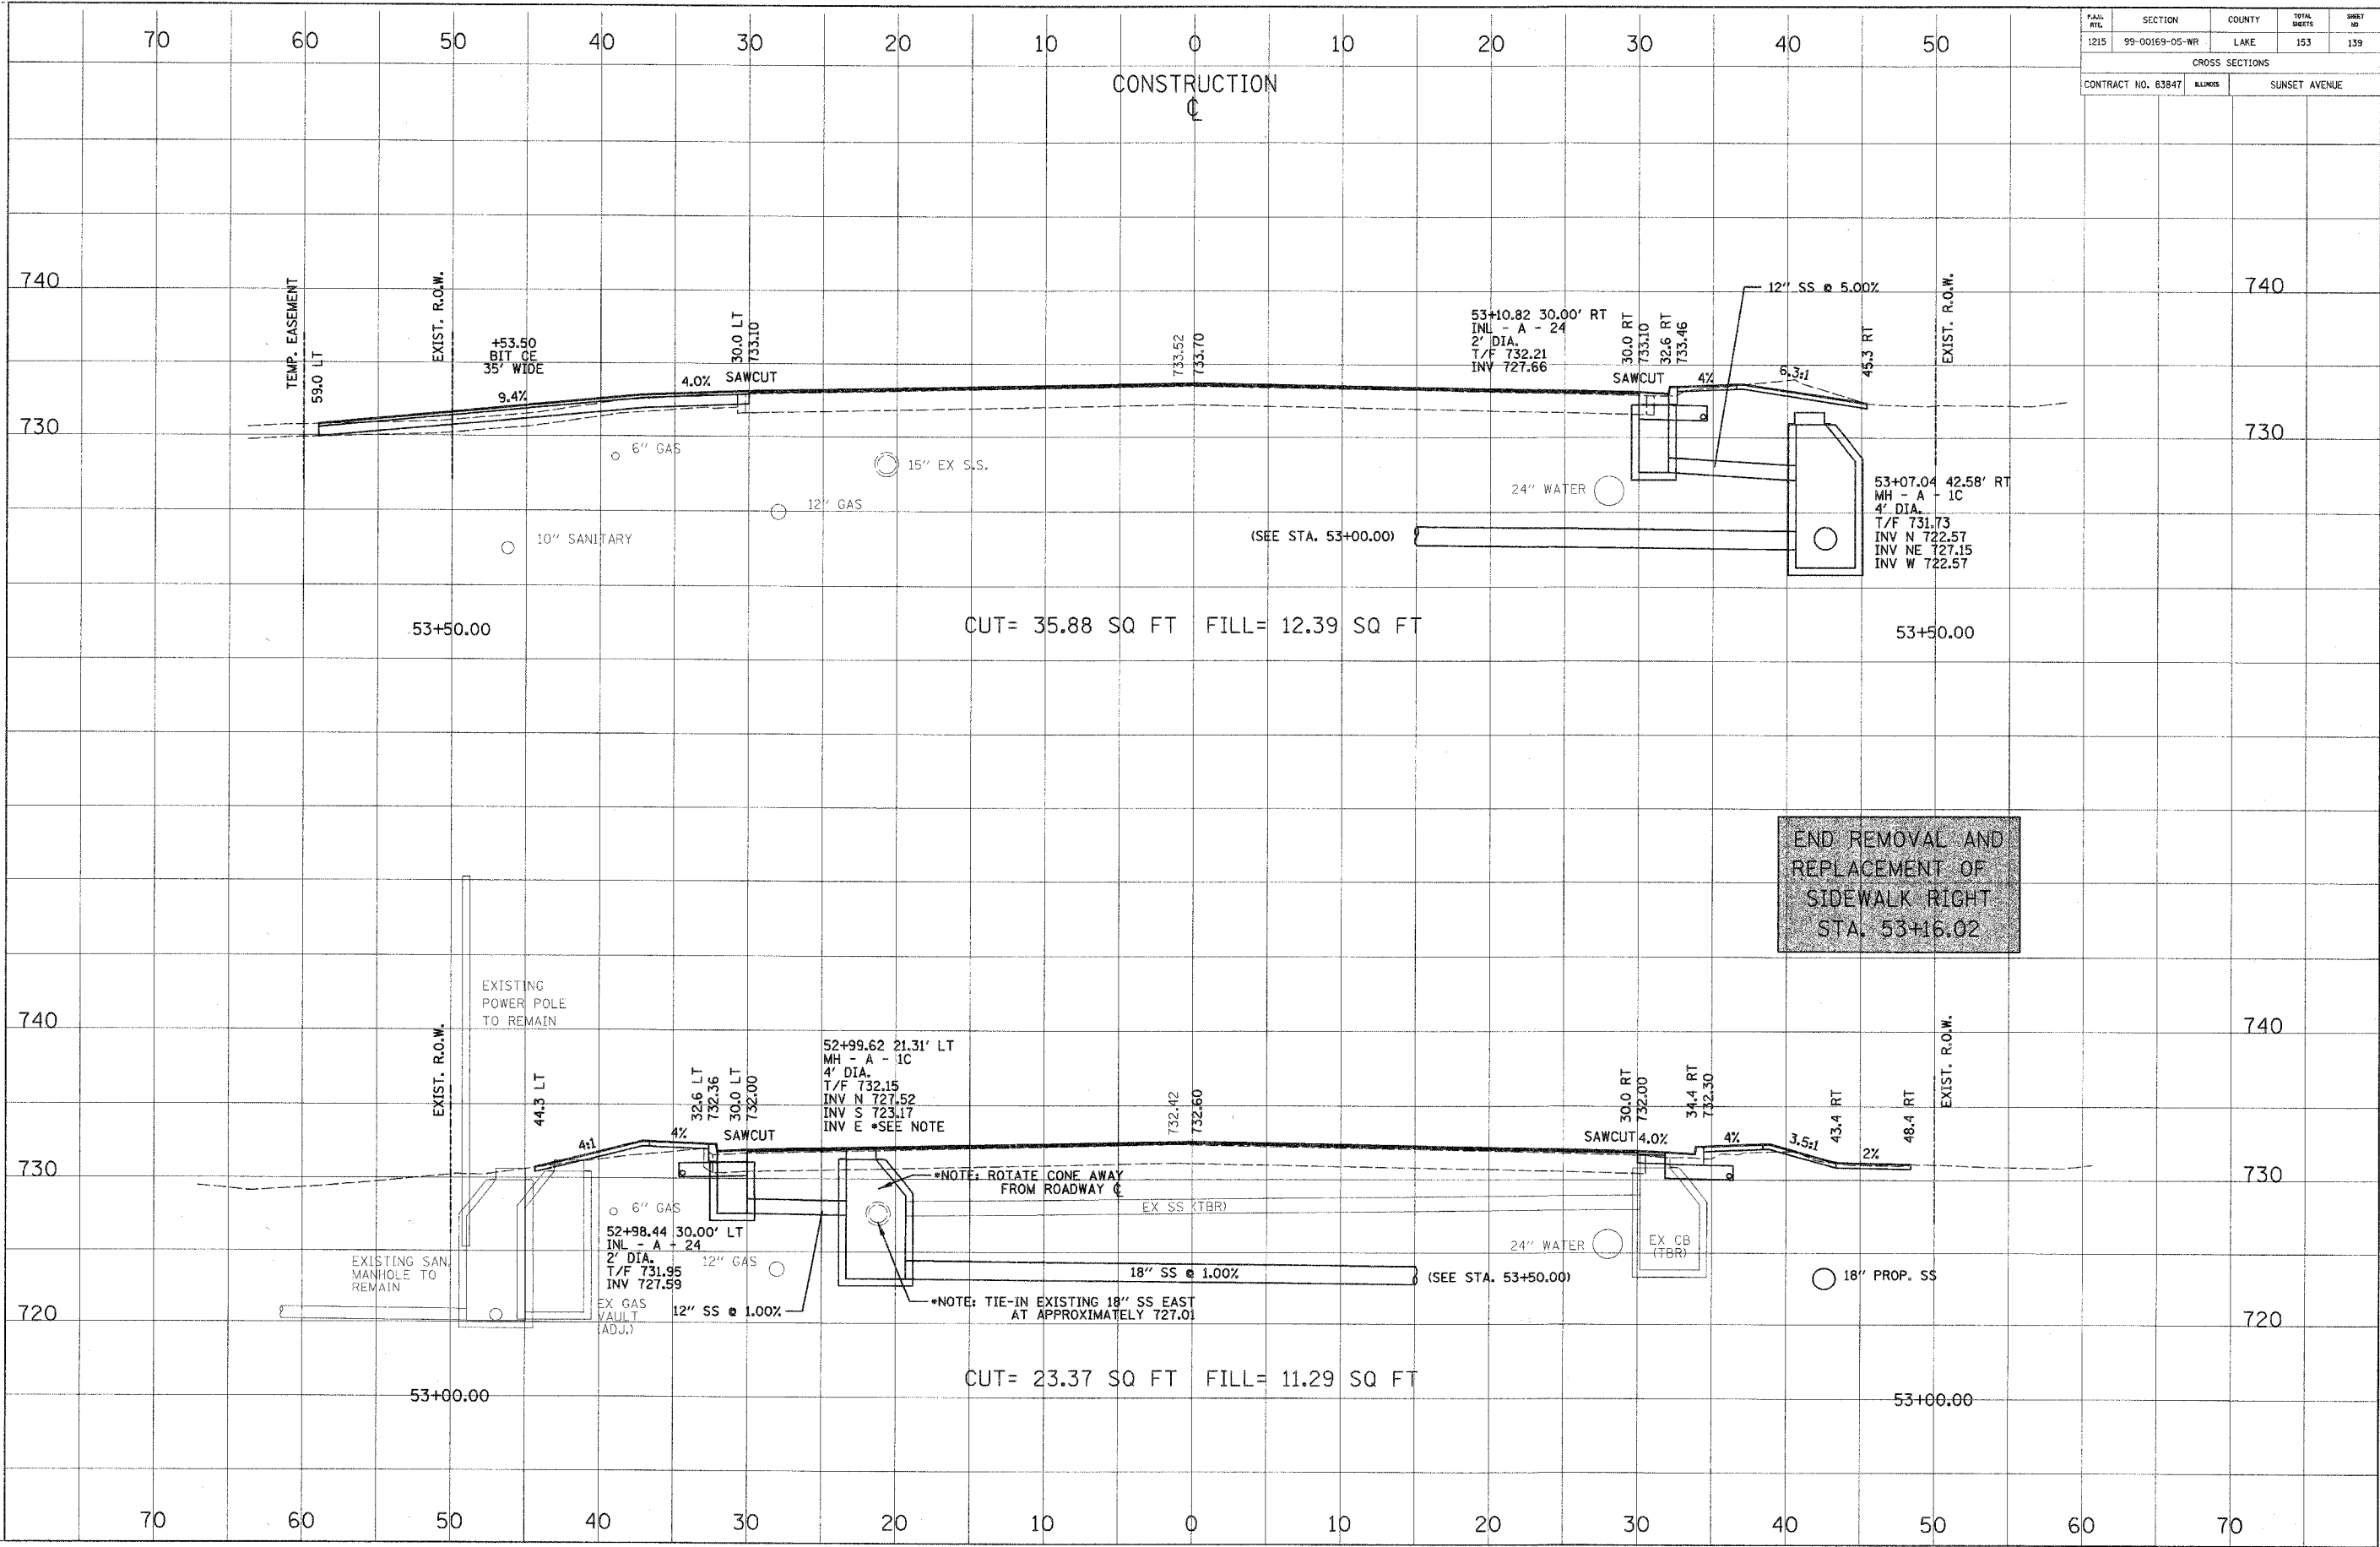 F.A.U. RTE.
SECTION
COUNTY
TOTAL SHEETS
SHEET NO
1215
99-00169-05-WR
LAKE
153
139
CROSS SECTIONS
CONTRACT NO. 83847
ILLINOIS
SUNSET AVENUE
70 60 50 40 30 20 10 0 10 20 30 40 50
CONSTRUCTION
℄
740
740
730
730
TEMP. EASEMENT
59.0 LT
EXIST. R.O.W.
+53.50
BIT CE
35' WIDE
9.4%
4.0%
30.0 LT
733.10
SAWCUT
733.52
733.70
53+10.82 30.00' RT
INL - A - 24
2' DIA.
T/F 732.21
INV 727.66
30.0 RT
733.10
32.6 RT
733.46
SAWCUT
4%
12" SS @ 5.00%
6.3:1
45.3 RT
EXIST. R.O.W.
6" GAS
15" EX S.S.
12" GAS
10" SANITARY
24" WATER
(SEE STA. 53+00.00)
53+07.04 42.58' RT
MH - A - 1C
4' DIA.
T/F 731.73
INV N 722.57
INV NE 727.15
INV W 722.57
53+50.00
CUT= 35.88 SQ FT FILL= 12.39 SQ FT
53+50.00
END REMOVAL AND
REPLACEMENT OF
SIDEWALK RIGHT
STA. 53+16.02
740
740
730
730
720
720
EXISTING
POWER POLE
TO REMAIN
EXIST. R.O.W.
44.3 LT
4:1
4%
32.6 LT
732.36
30.0 LT
732.00
SAWCUT
52+99.62 21.31' LT
MH - A - 1C
4' DIA.
T/F 732.15
INV N 727.52
INV S 723.17
INV E *SEE NOTE
732.42
732.60
30.0 RT
732.00
34.4 RT
732.30
SAWCUT
4.0%
4%
3.5:1
43.4 RT
2%
48.4 RT
EXIST. R.O.W.
*NOTE: ROTATE CONE AWAY
FROM ROADWAY ℄
EX SS (TBR)
6" GAS
52+98.44 30.00' LT
INL - A - 24
2' DIA.
T/F 731.95
INV 727.59
12" GAS
24" WATER
EX CB
(TBR)
EXISTING SAN.
MANHOLE TO
REMAIN
18" SS @ 1.00%
(SEE STA. 53+50.00)
18" PROP. SS
EX GAS
VAULT
(ADJ.)
12" SS @ 1.00%
*NOTE: TIE-IN EXISTING 18" SS EAST
AT APPROXIMATELY 727.01
53+00.00
CUT= 23.37 SQ FT FILL= 11.29 SQ FT
53+00.00
70 60 50 40 30 20 10 0 10 20 30 40 50 60 70